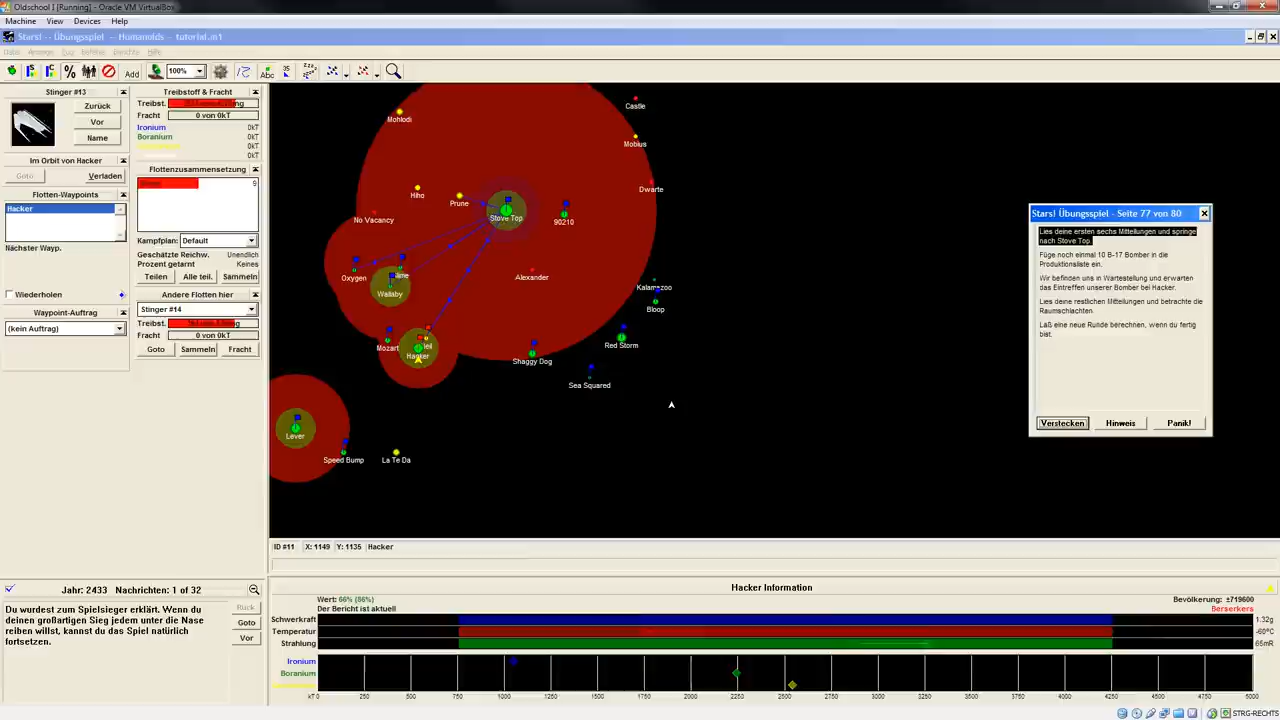 Oldschool I [Running] - Oracle VM VirtualBox
Machine View Devices Help
Stars! -- Übungsspiel -- Humanoids -- tutorial.m1
100%
Add
Abc
Stinger #13
Zurück
Vor
Name
Im Orbit von Hacker
Goto
Verladen
Flotten-Waypoints
Hacker
Nächster Wayp.
Wiederholen
Waypoint-Auftrag
(kein Auftrag)
Treibstoff & Fracht
Treibst.
Fracht 0 von 0kT
Ironium 0kT
Boranium 0kT
0kT
0kT
Flottenzusammensetzung
9
Kampfplan: Default
Geschätzte Reichw. Unendlich
Prozent getarnt Keines
Teilen Alle teil. Sammeln
Andere Flotten hier
Stinger #14
Treibst.
Fracht 0 von 0kT
Goto Sammeln Fracht
Castle
Mohlodi
Mobius
Dwarte
Hiho
Prune
Stove Top
No Vacancy
90210
Oxygen
Alexander
Wallaby
Kalamazoo
Bloop
Mozart
Hacker
Red Storm
Shaggy Dog
Sea Squared
Lever
Speed Bump
La Te Da
Stars! Übungsspiel - Seite 77 von 80
Lies deine ersten sechs Mitteilungen und springe
nach Stove Top.
Füge noch einmal 10 B-17 Bomber in die
Produktionsliste ein.
Wir befinden uns in Wartestellung und erwarten
das Eintreffen unserer Bomber bei Hacker.
Lies deine restlichen Mitteilungen und betrachte die
Raumschlachten.
Laß eine neue Runde berechnen, wenn du fertig
bist.
Verstecken Hinweis Panik!
ID #11 X: 1149 Y: 1135 Hacker
Jahr: 2433 Nachrichten: 1 of 32
Du wurdest zum Spielsieger erklärt. Wenn du
deinen großartigen Sieg jedem unter die Nase
reiben willst, kannst du das Spiel natürlich
fortsetzen.
Rück
Goto
Vor
Hacker Information
Wert: 66% (86%)
Der Bericht ist aktuell
Bevölkerung: ±719600
Berserkers
Schwerkraft 1.32g
Temperatur -60°C
Strahlung 65mR
Ironium
Boranium
kT 0 250 500 750 1000 1250 1500 1750 2000 2250 2500 2750 3000 3250 3500 3750 4000 4250 4500 4750 5000
STRG-RECHTS